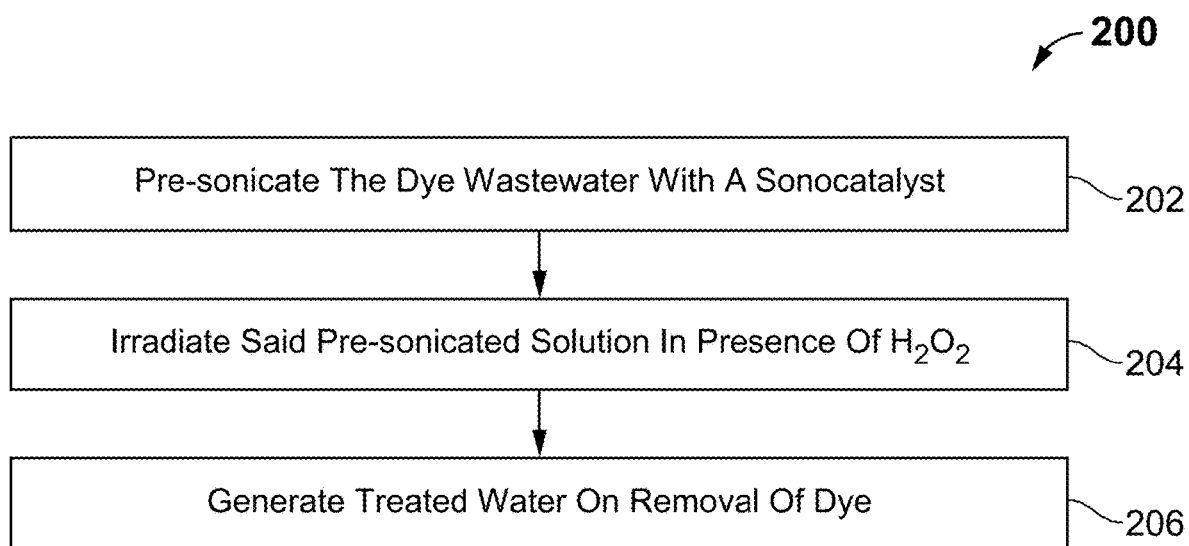 200
Pre-sonicate The Dye Wastewater With A Sonocatalyst
202
Irradiate Said Pre-sonicated Solution In Presence Of H₂O₂
204
Generate Treated Water On Removal Of Dye
206